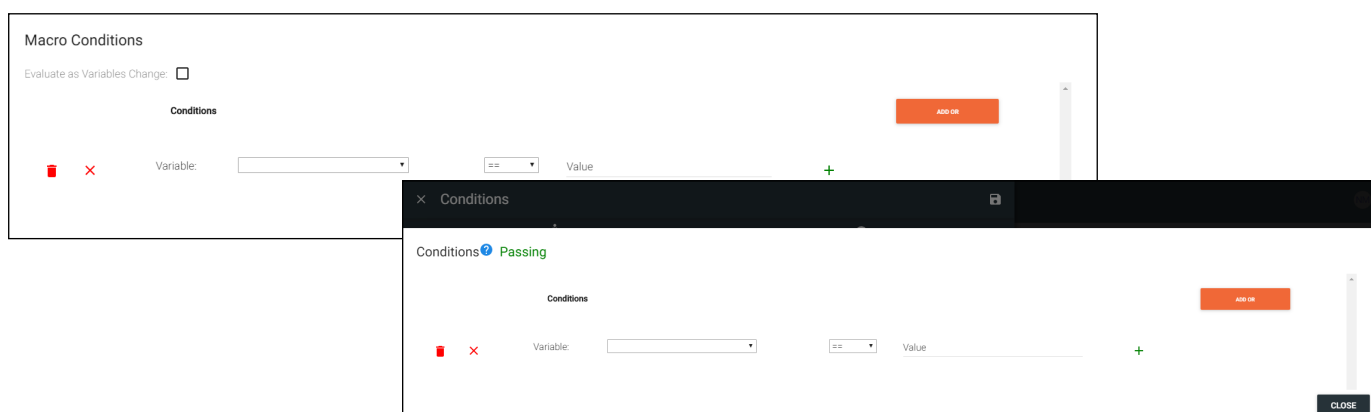 Macro Conditions
Evaluate as Variables Change:
Conditions
ADD OR
Variable:
==
Value
Conditions
Conditions
Passing
Conditions
ADD OR
Variable:
==
Value
CLOSE